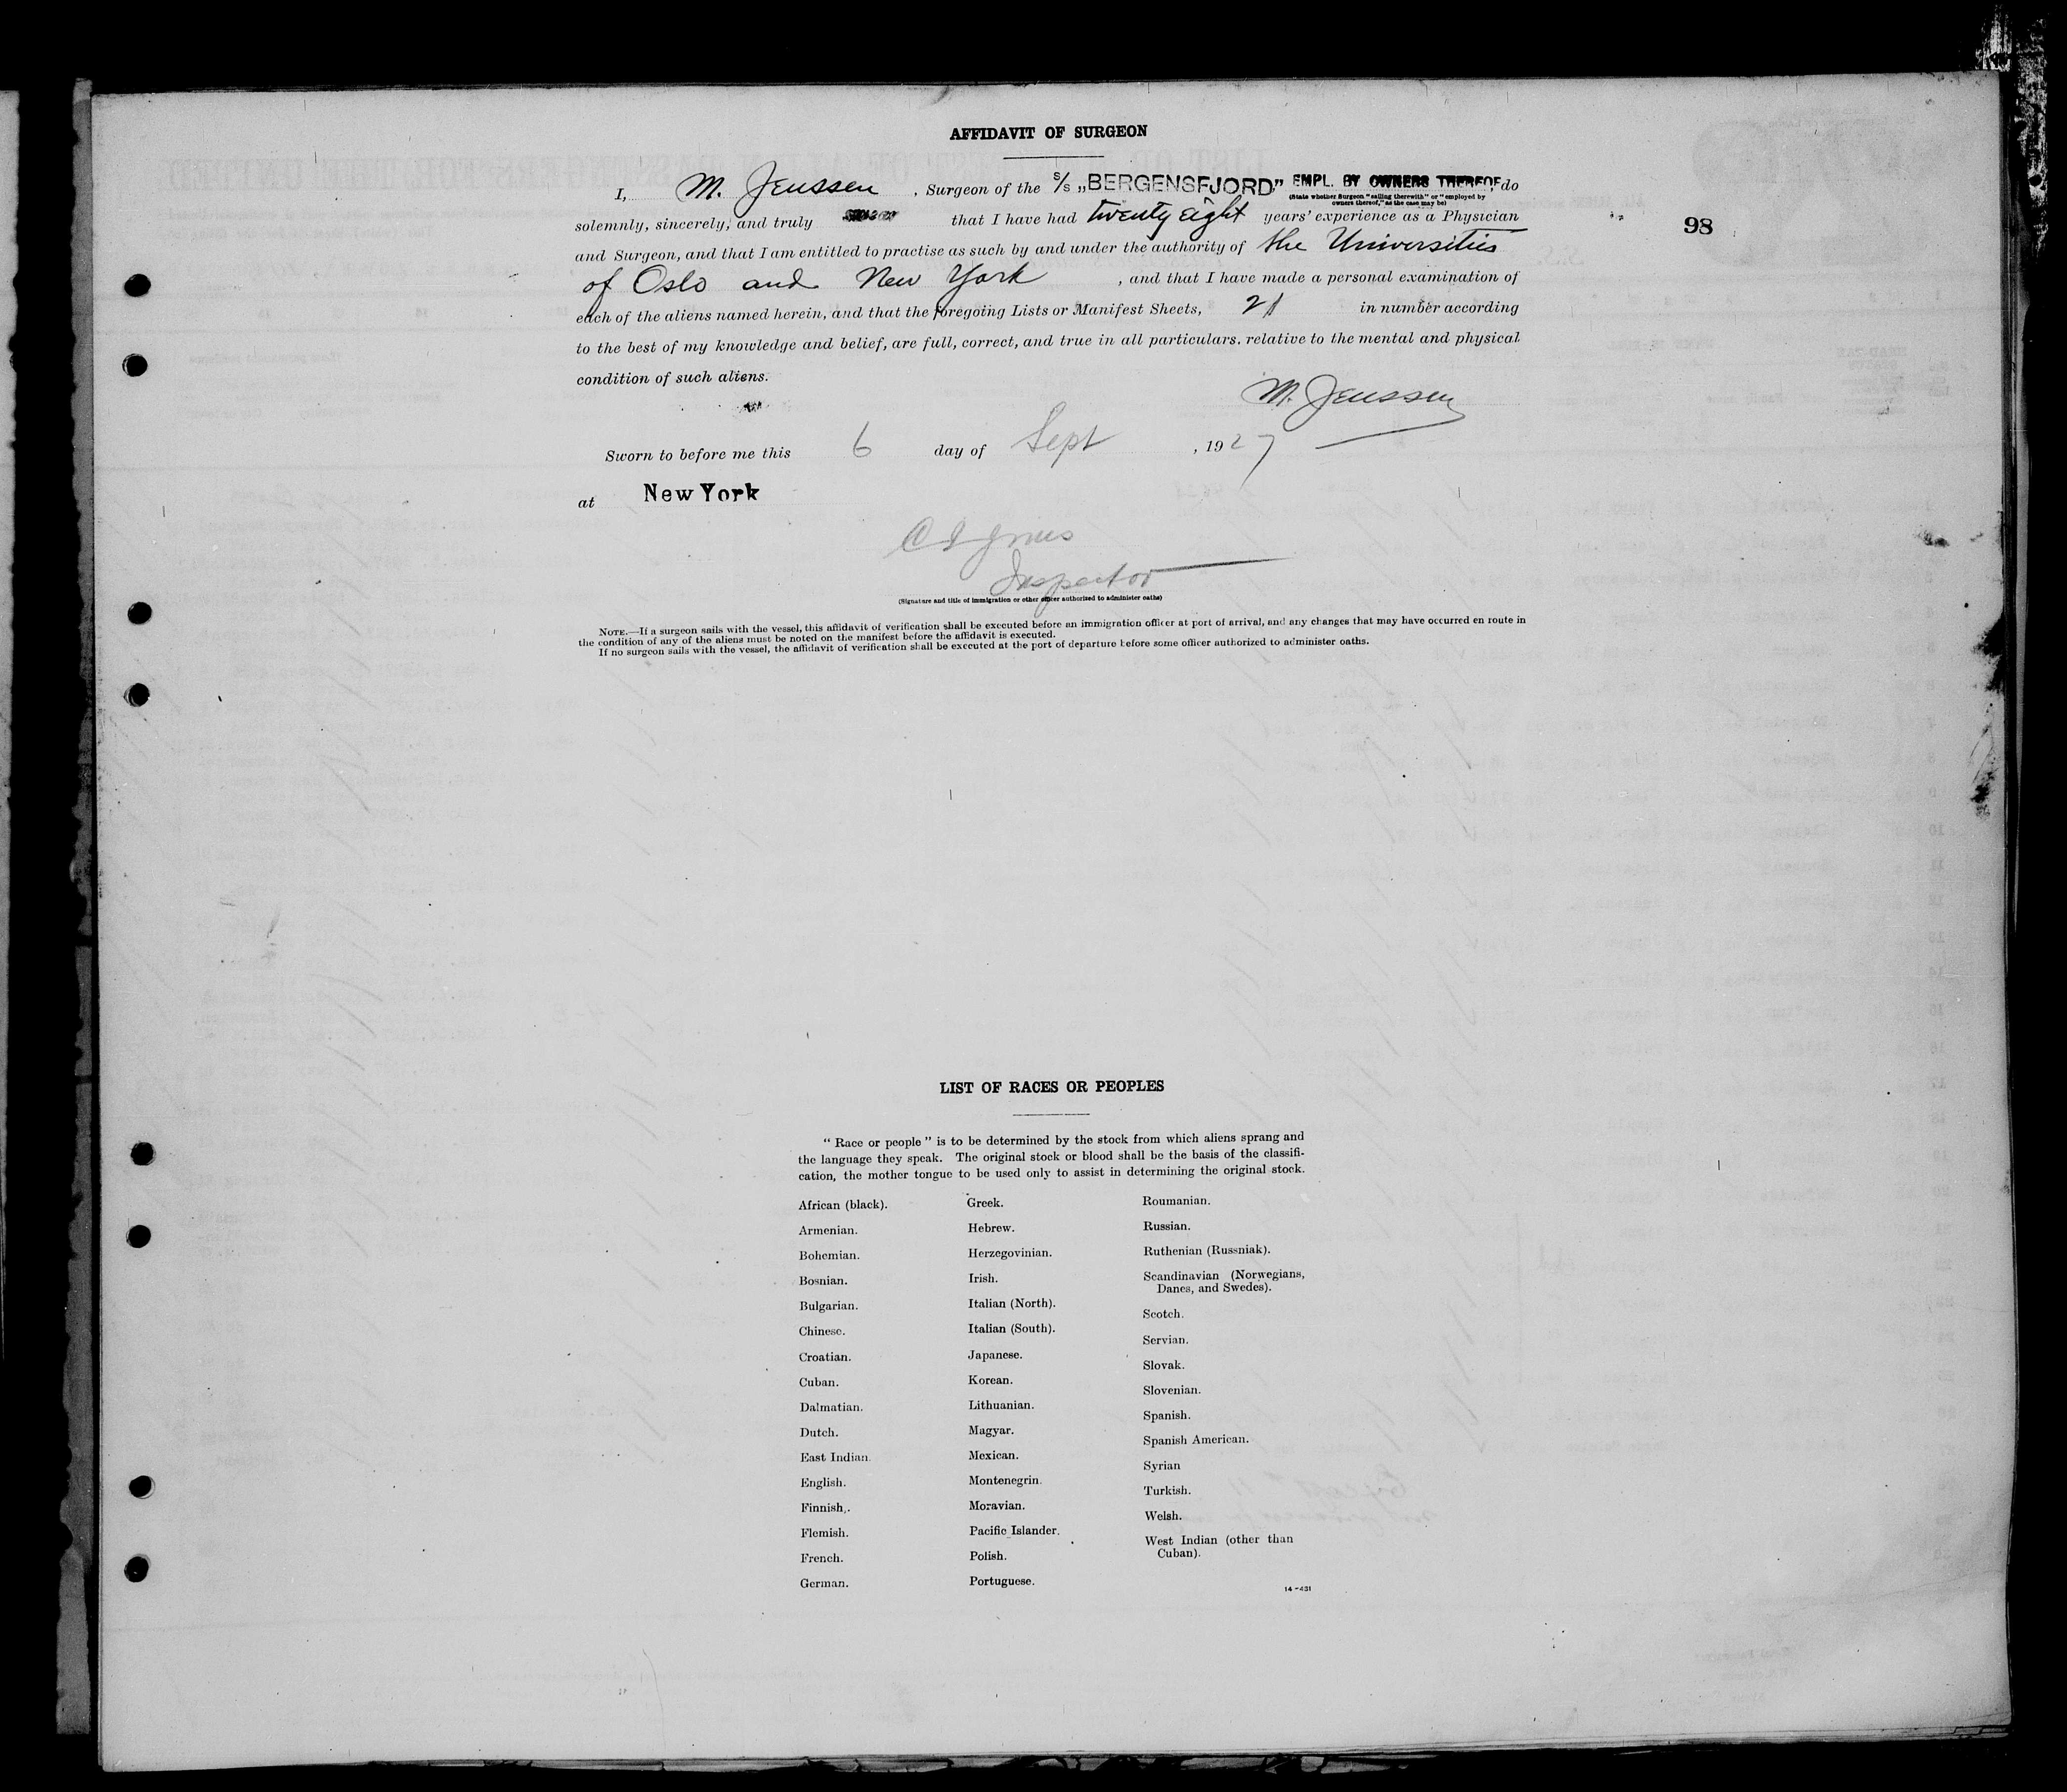 AFFIDAVIT OF SURGEON
I, M. Jenssen, Surgeon of the S/S „BERGENSFJORD” EMPL. BY OWNERS THEREOF, do
(State whether Surgeon "sailing therewith" or "employed by
owners thereof," as the case may be)
98
solemnly, sincerely, and truly that I have had twenty eight years' experience as a Physician
and Surgeon, and that I am entitled to practise as such by and under the authority of the Universities
of Oslo and New York, and that I have made a personal examination of
each of the aliens named herein, and that the foregoing Lists or Manifest Sheets, 21 in number according
to the best of my knowledge and belief, are full, correct, and true in all particulars. relative to the mental and physical
condition of such aliens.
M. Jenssen
Sworn to before me this 6 day of Sept, 1927
at New York
Inspector
(Signature and title of immigration or other officer authorized to administer oaths)
NOTE.—If a surgeon sails with the vessel, this affidavit of verification shall be executed before an immigration officer at port of arrival, and any changes that may have occurred en route in
the condition of any of the aliens must be noted on the manifest before the affidavit is executed.
If no surgeon sails with the vessel, the affidavit of verification shall be executed at the port of departure before some officer authorized to administer oaths.
LIST OF RACES OR PEOPLES
"Race or people" is to be determined by the stock from which aliens sprang and
the language they speak. The original stock or blood shall be the basis of the classifi-
cation, the mother tongue to be used only to assist in determining the original stock.
African (black).
Armenian.
Bohemian.
Bosnian.
Bulgarian.
Chinese.
Croatian.
Cuban.
Dalmatian.
Dutch.
East Indian.
English.
Finnish.
Flemish.
French.
German.
Greek.
Hebrew.
Herzegovinian.
Irish.
Italian (North).
Italian (South).
Japanese.
Korean.
Lithuanian.
Magyar.
Mexican.
Montenegrin.
Moravian.
Pacific Islander.
Polish.
Portuguese.
Roumanian.
Russian.
Ruthenian (Russniak).
Scandinavian (Norwegians,
Danes, and Swedes).
Scotch.
Servian.
Slovak.
Slovenian.
Spanish.
Spanish American.
Syrian
Turkish.
Welsh.
West Indian (other than
Cuban).
14-431